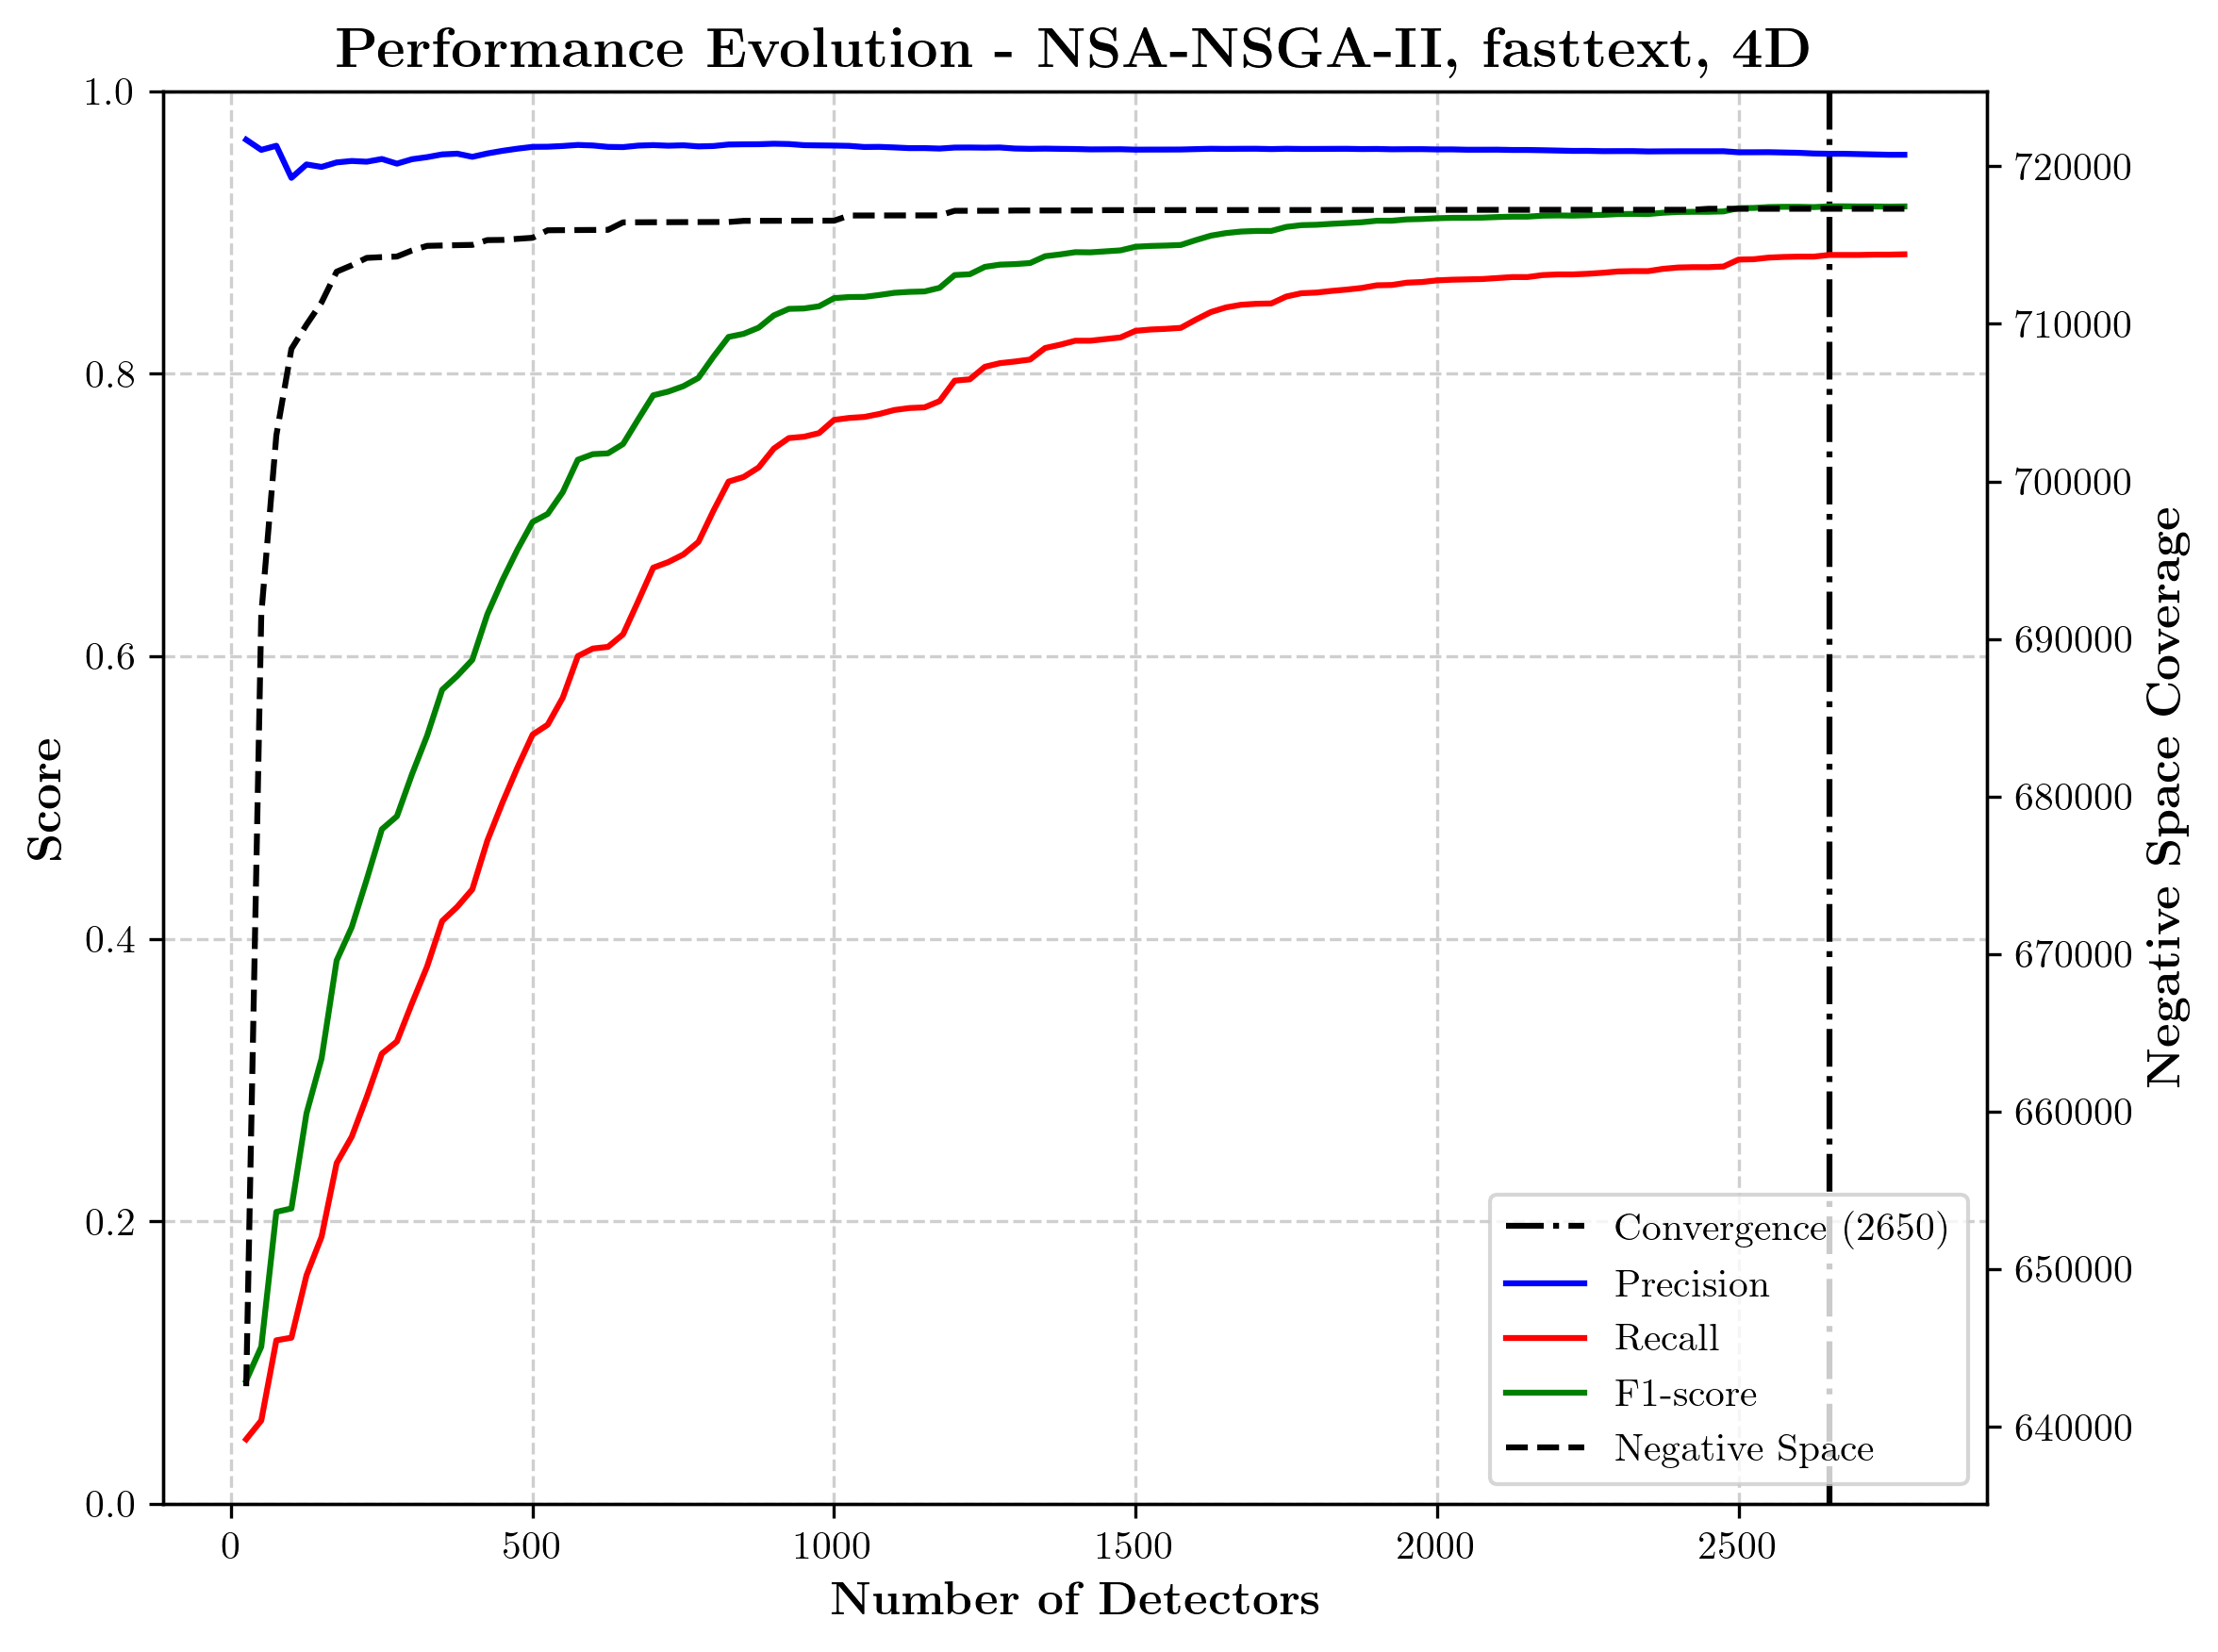 Performance Evolution - NSA-NSGA-II, fasttext, 4D
1.0
0.8
0.6
0.4
0.2
0.0
Score
720000
710000
700000
690000
680000
670000
660000
650000
640000
Negative Space Coverage
Convergence (2650)
Precision
Recall
F1-score
Negative Space
0
500
1000
1500
2000
2500
Number of Detectors